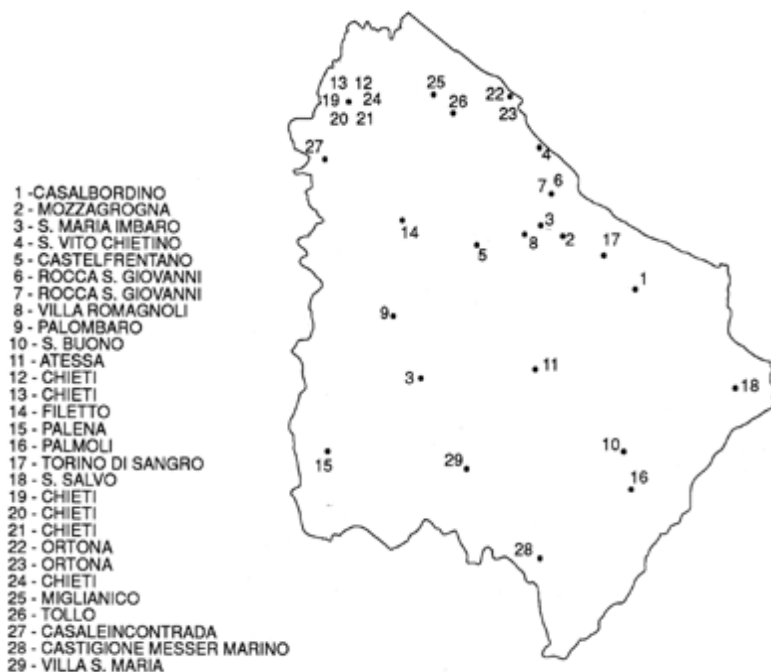 13 12
19 24
20 21
25
26
22
23
27
4
6
7
14
3
8
2
5
17
1
9
11
3
18
15
29
10
16
28
1 -CASALBORDINO
2 - MOZZAGROGNA
3 - S. MARIA IMBARO
4 - S. VITO CHIETINO
5 - CASTELFRENTANO
6 - ROCCA S. GIOVANNI
7 - ROCCA S. GIOVANNI
8 - VILLA ROMAGNOLI
9 - PALOMBARO
10 - S. BUONO
11 - ATESSA
12 - CHIETI
13 - CHIETI
14 - FILETTO
15 - PALENA
16 - PALMOLI
17 - TORINO DI SANGRO
18 - S. SALVO
19 - CHIETI
20 - CHIETI
21 - CHIETI
22 - ORTONA
23 - ORTONA
24 - CHIETI
25 - MIGLIANICO
26 - TOLLO
27 - CASALEINCONTRADA
28 - CASTIGIONE MESSER MARINO
29 - VILLA S. MARIA